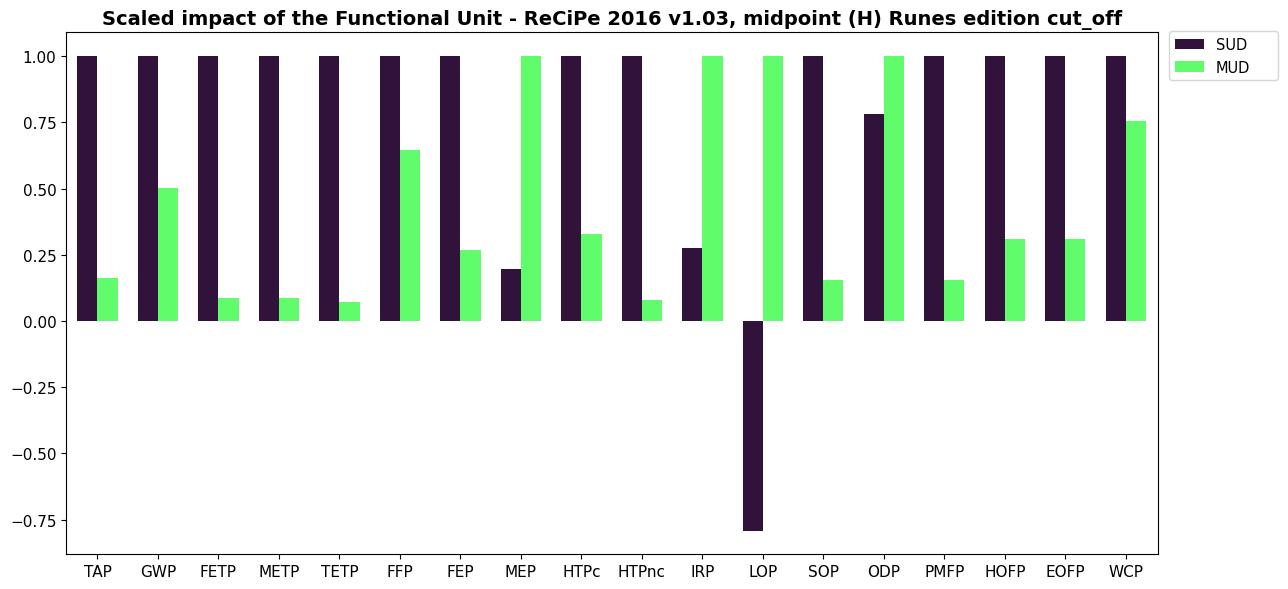 Scaled impact of the Functional Unit - ReCiPe 2016 v1.03, midpoint (H) Runes edition cut_off
SUD
MUD
1.00
0.75
0.50
0.25
0.00
−0.25
−0.50
−0.75
TAP GWP FETP METP TETP FFP FEP MEP HTPc HTPnc IRP LOP SOP ODP PMFP HOFP EOFP WCP